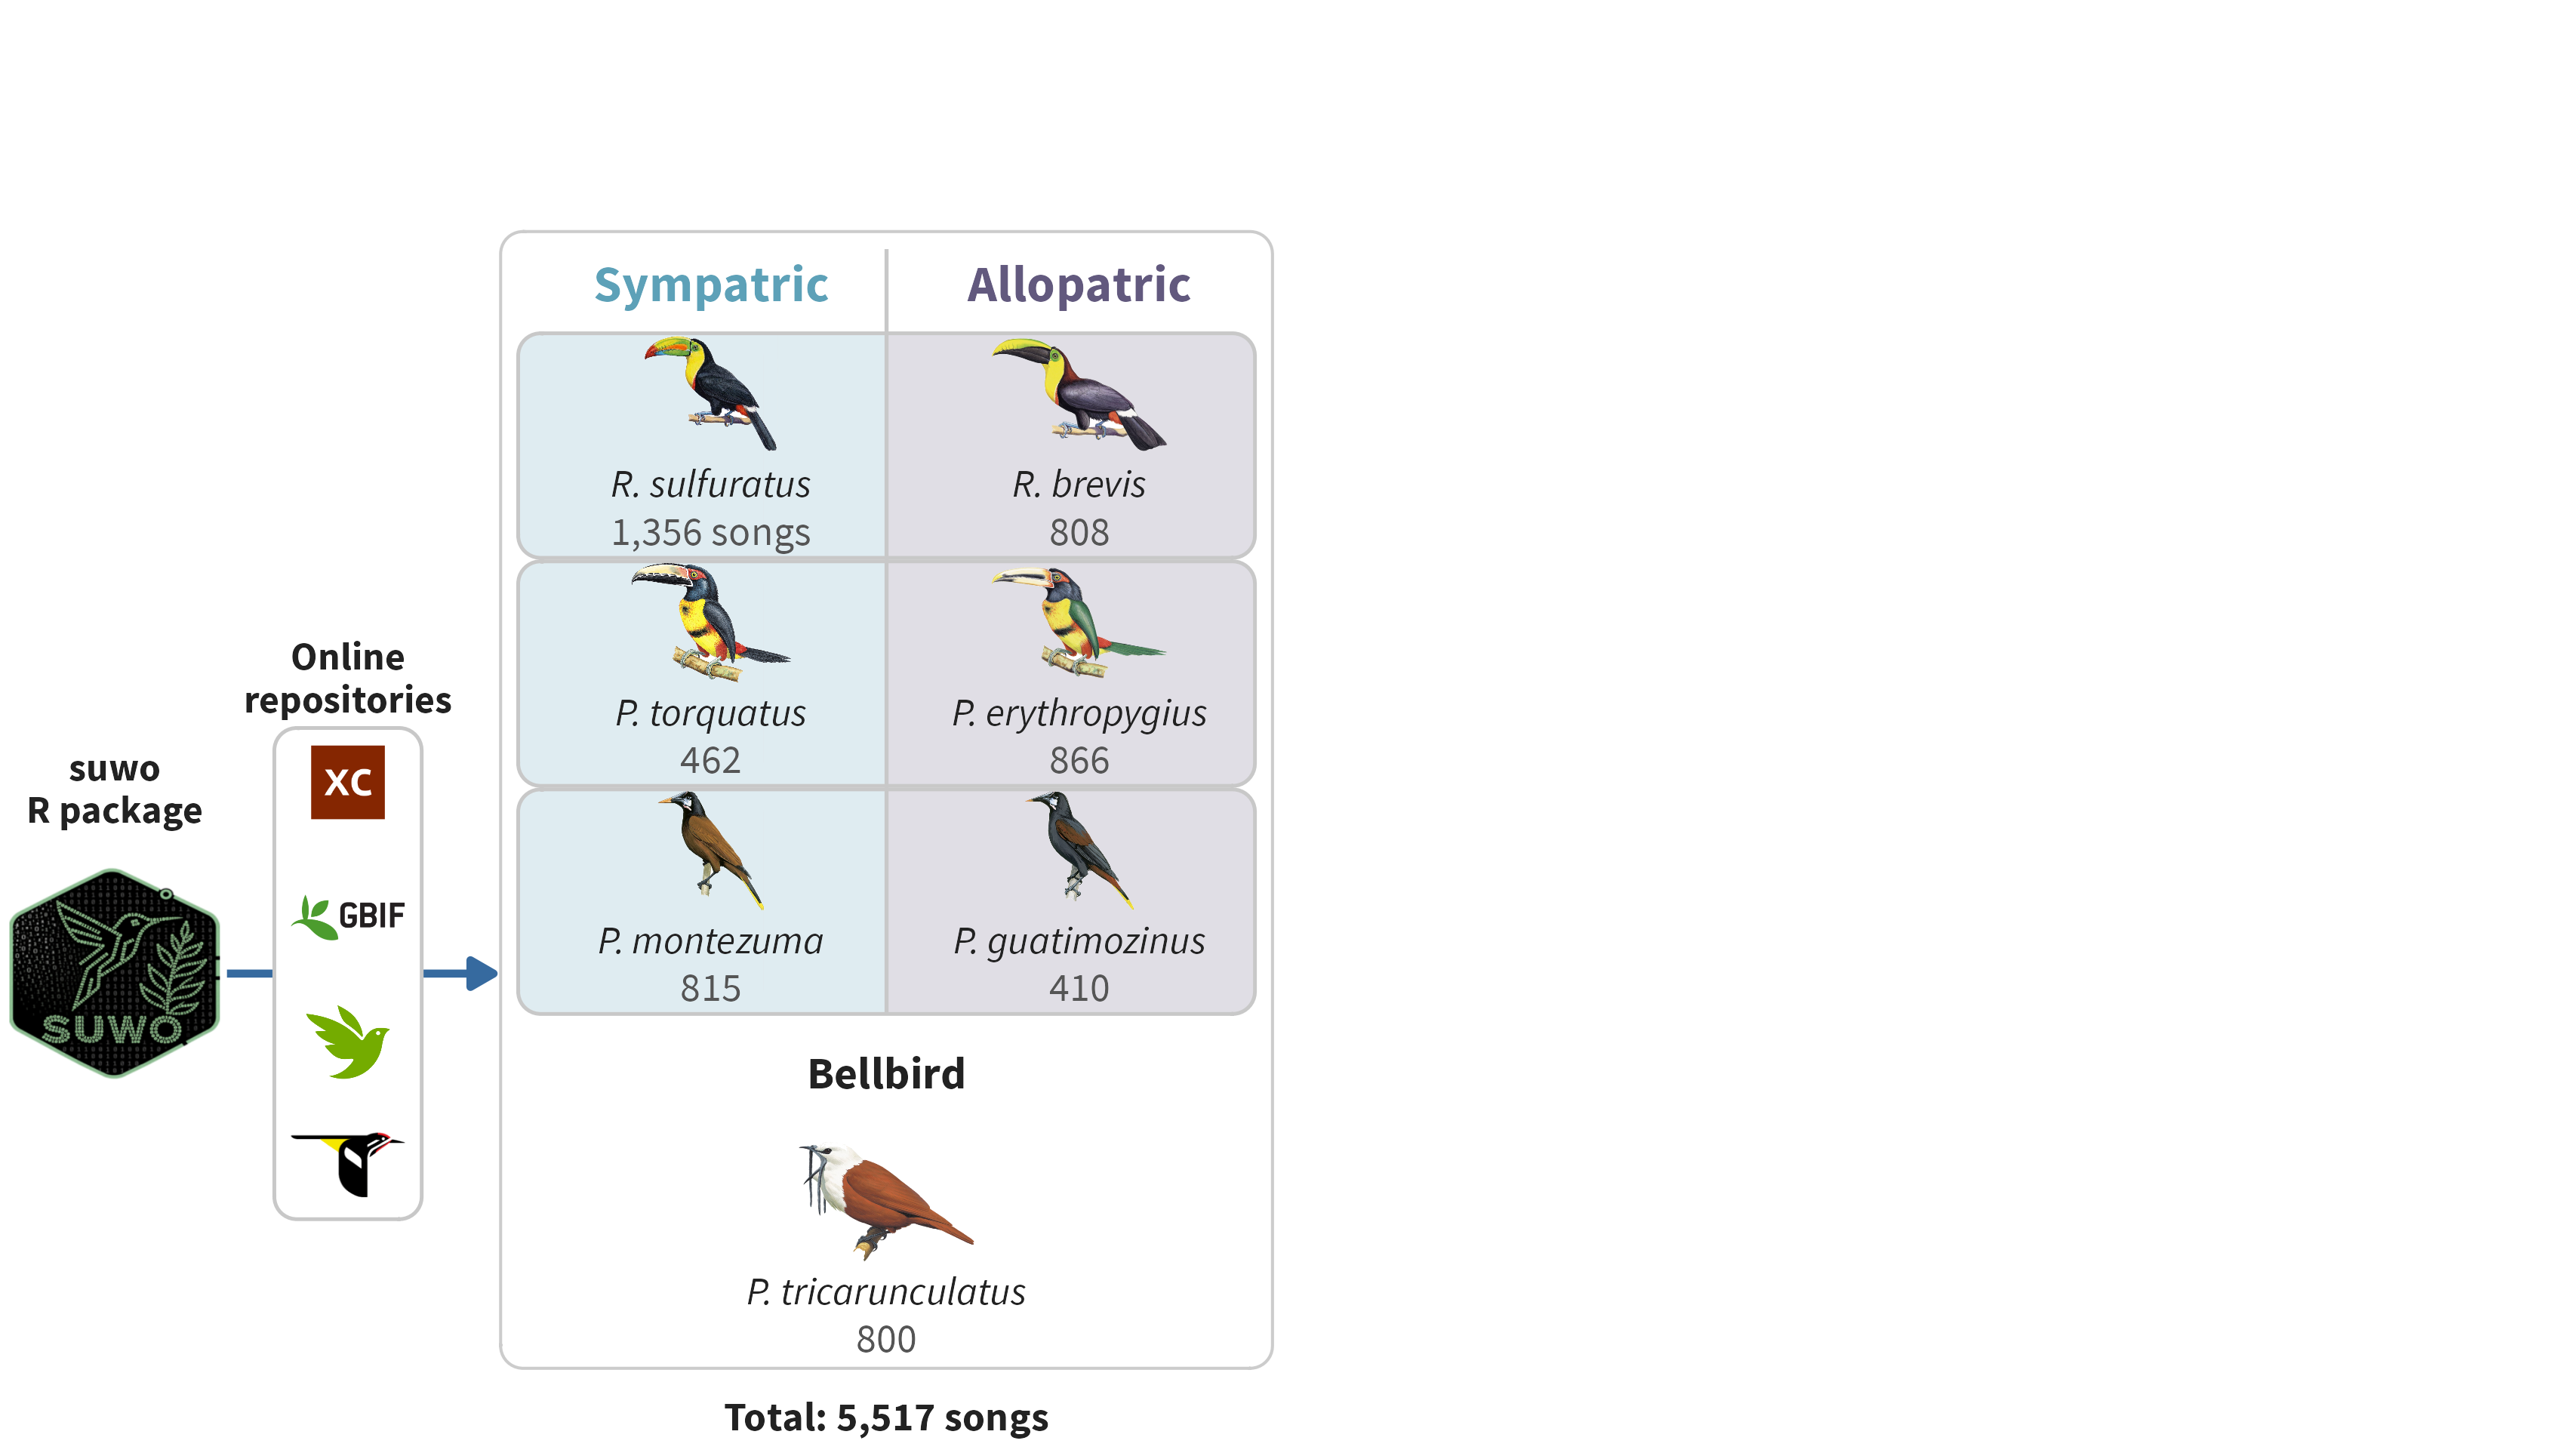 Sympatric
Allopatric
R. sulfuratus
1,356 songs
R. brevis
808
P. torquatus
462
P. erythropygius
866
P. montezuma
815
P. guatimozinus
410
Bellbird
P. tricarunculatus
800
Total: 5,517 songs
Online
repositories
XC
GBIF
suwo
R package
SUWO